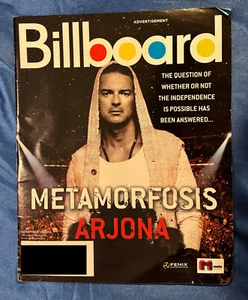 ADVERTISEMENT
Billboard
THE QUESTION OF
WHETHER OR NOT
THE INDEPENDENCE
IS POSSIBLE HAS
BEEN ANSWERED...
METAMORFOSIS
ARJONA
FENIX